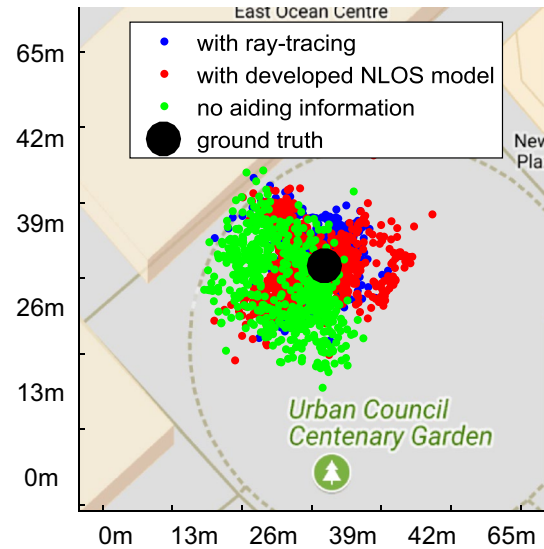 East Ocean Centre
with ray-tracing
with developed NLOS model
no aiding information
ground truth
New
Pla
65m
42m
39m
26m
13m
0m
Urban Council
Centenary Garden
0m 13m 26m 39m 42m 65m